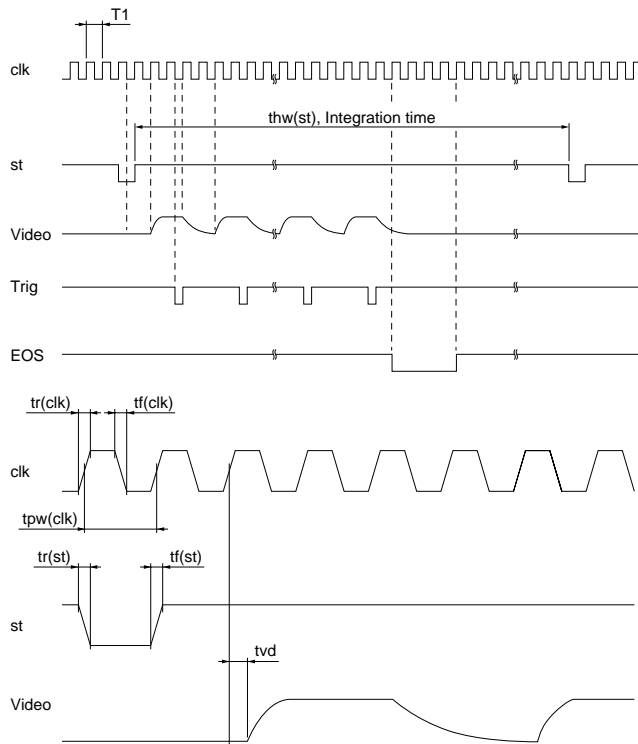 T1
clk
thw(st), Integration time
st
Video
Trig
EOS
tr(clk) tf(clk)
clk
tpw(clk)
tr(st) tf(st)
st
tvd
Video